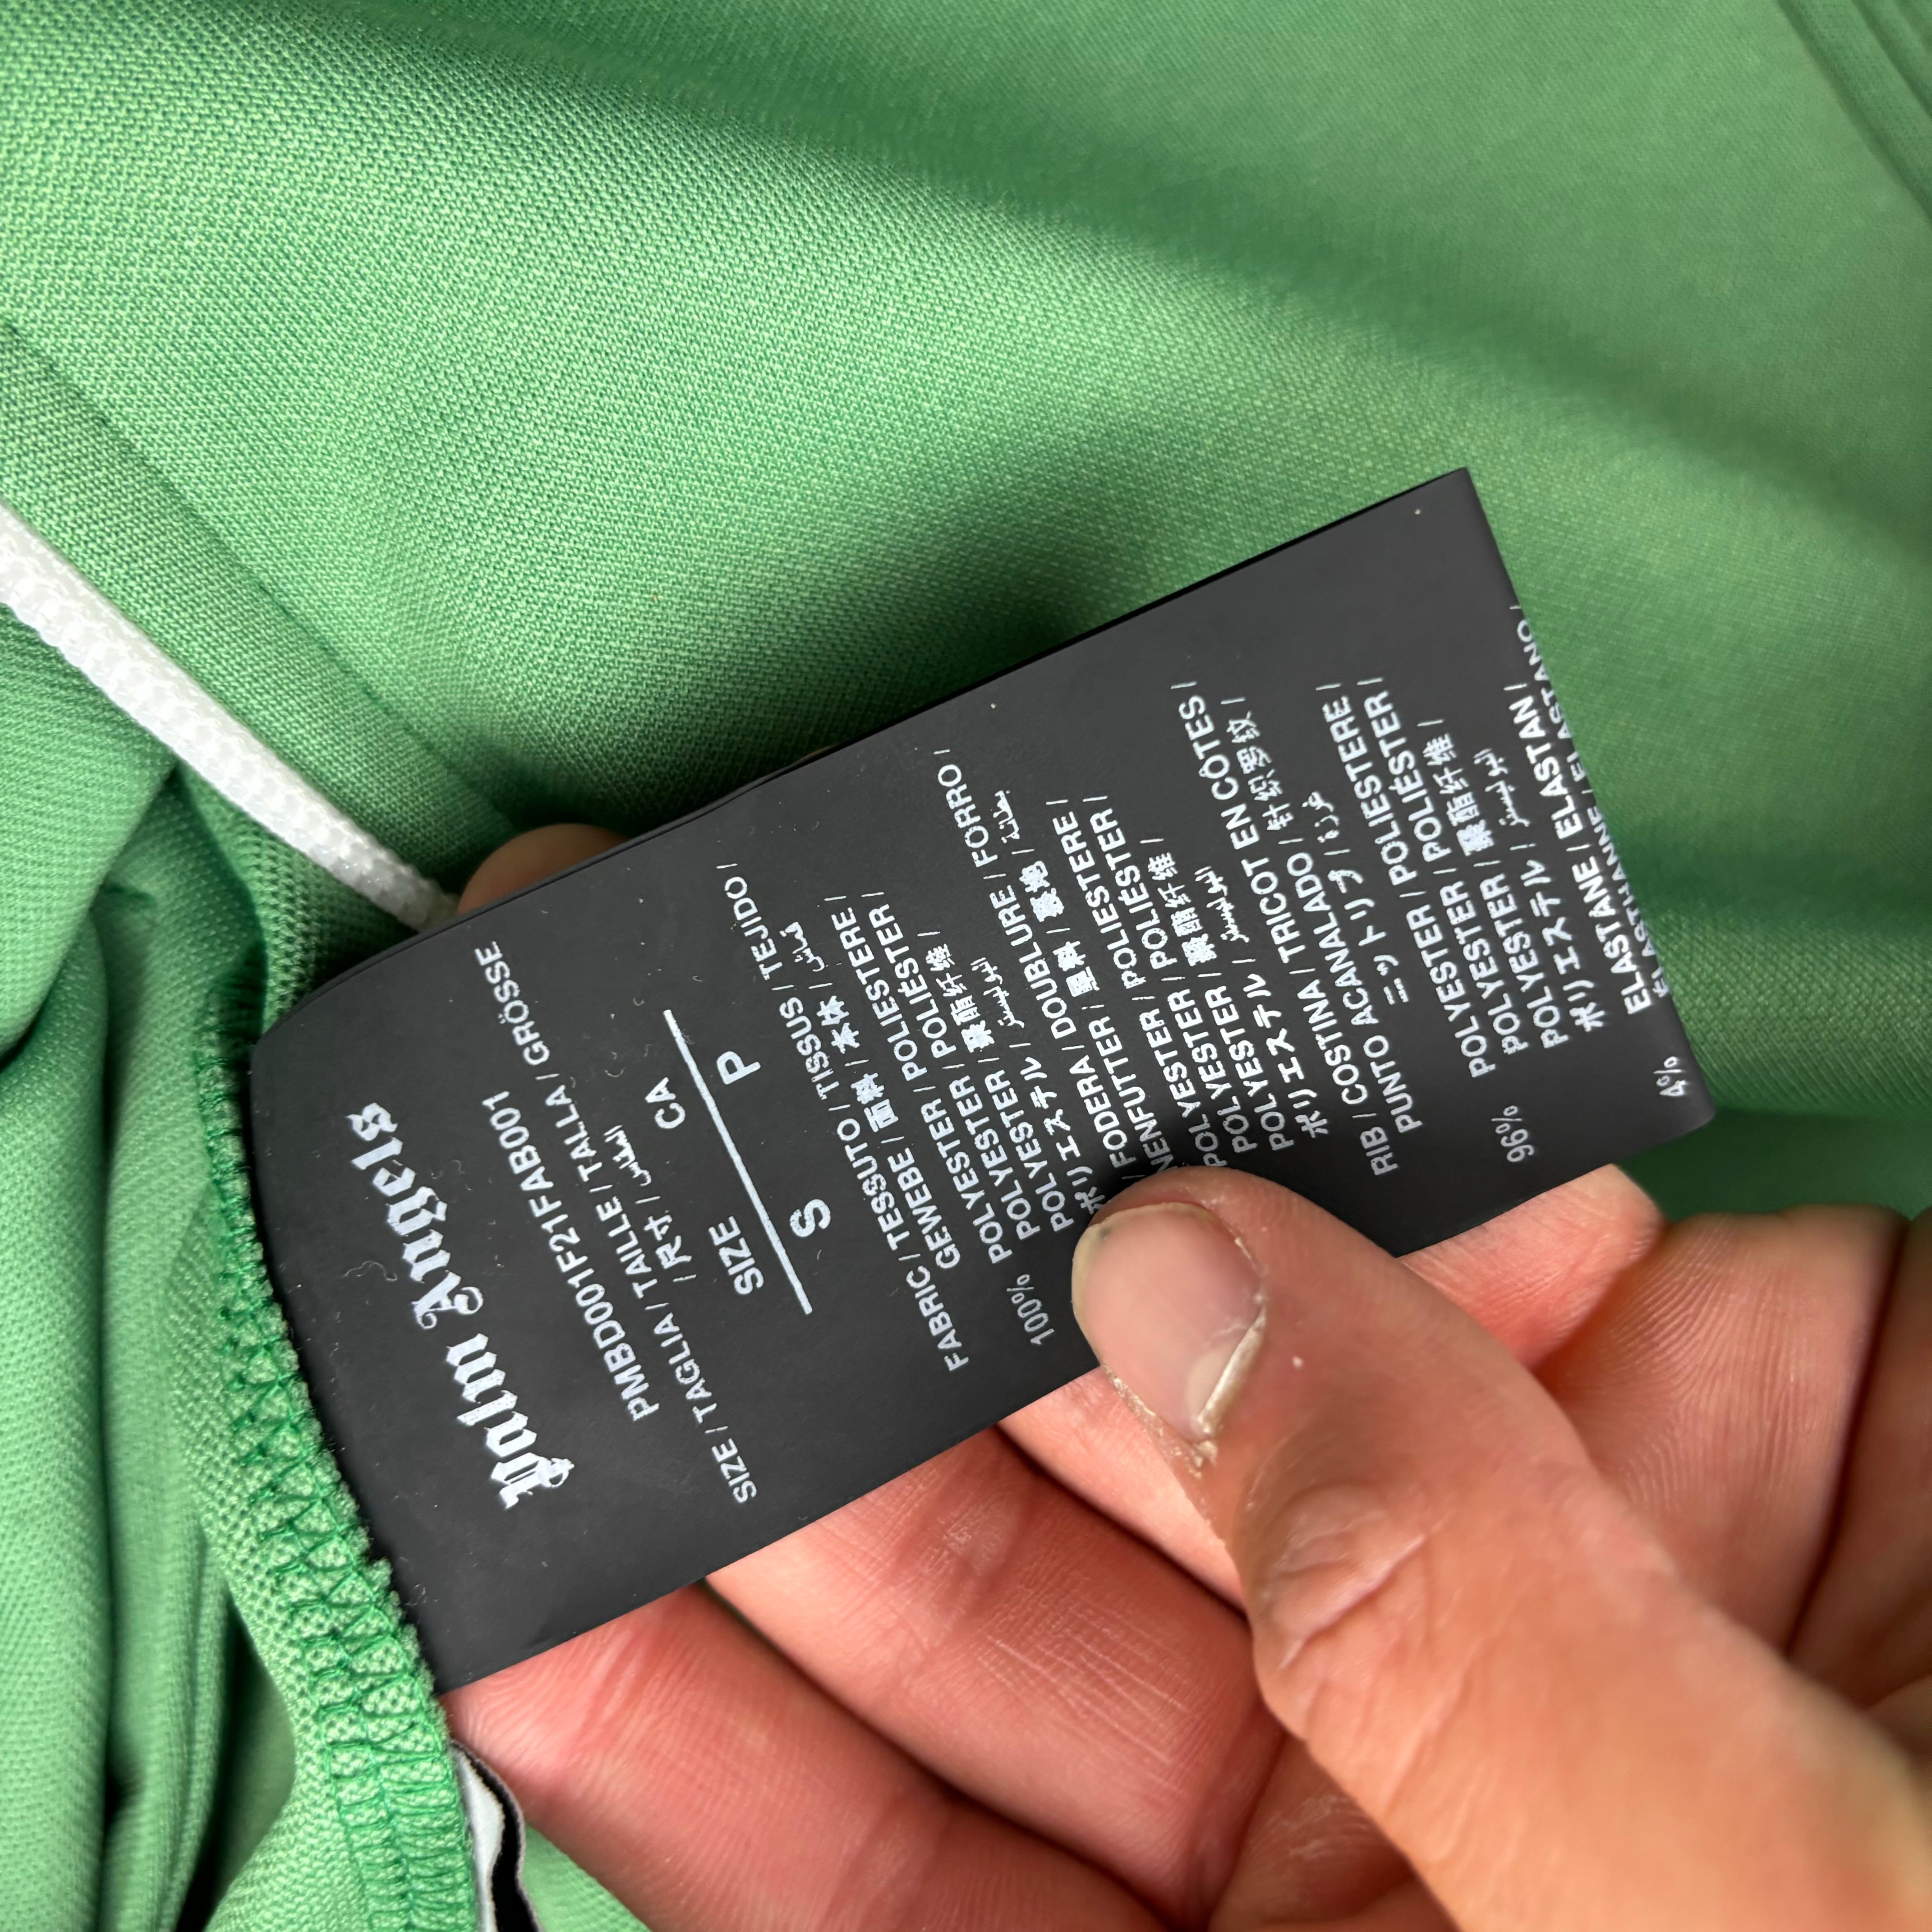 Palm Angels
PMBD001F21FAB001
SIZE / TAGLIA / TAILLE / TALLA / GRÖSSE
/ 尺寸 / المقاس
SIZE CA
S P
FABRIC / TESSUTO / TISSUS / TEJIDO /
GEWEBE / 面料 / 本体 / قماش
100% POLYESTER / POLIESTERE /
POLYESTER / POLIÉSTER /
POLYESTER / 聚酯纤维 /
POLYESTER / البوليستر
ポリエステル /
/ FODERA / DOUBLURE / FORRO /
NENFUTTER / 里料 / 裏地 / بطانة
POLYESTER / POLIESTERE /
POLYESTER / POLIÉSTER /
POLYESTER / 聚酯纤维 /
POLYESTER / البوليستر
ポリエステル /
RIB / COSTINA / TRICOT EN CÔTES /
PUNTO ACANALADO / 针织罗纹 /
ニットリブ /
96% POLYESTER / POLIESTERE /
POLYESTER / POLIÉSTER /
POLYESTER / 聚酯纤维 /
ポリエステル / البوليستر
4% ELASTANE / ELASTAN /
ÉLASTHANNE / ELASTANO /